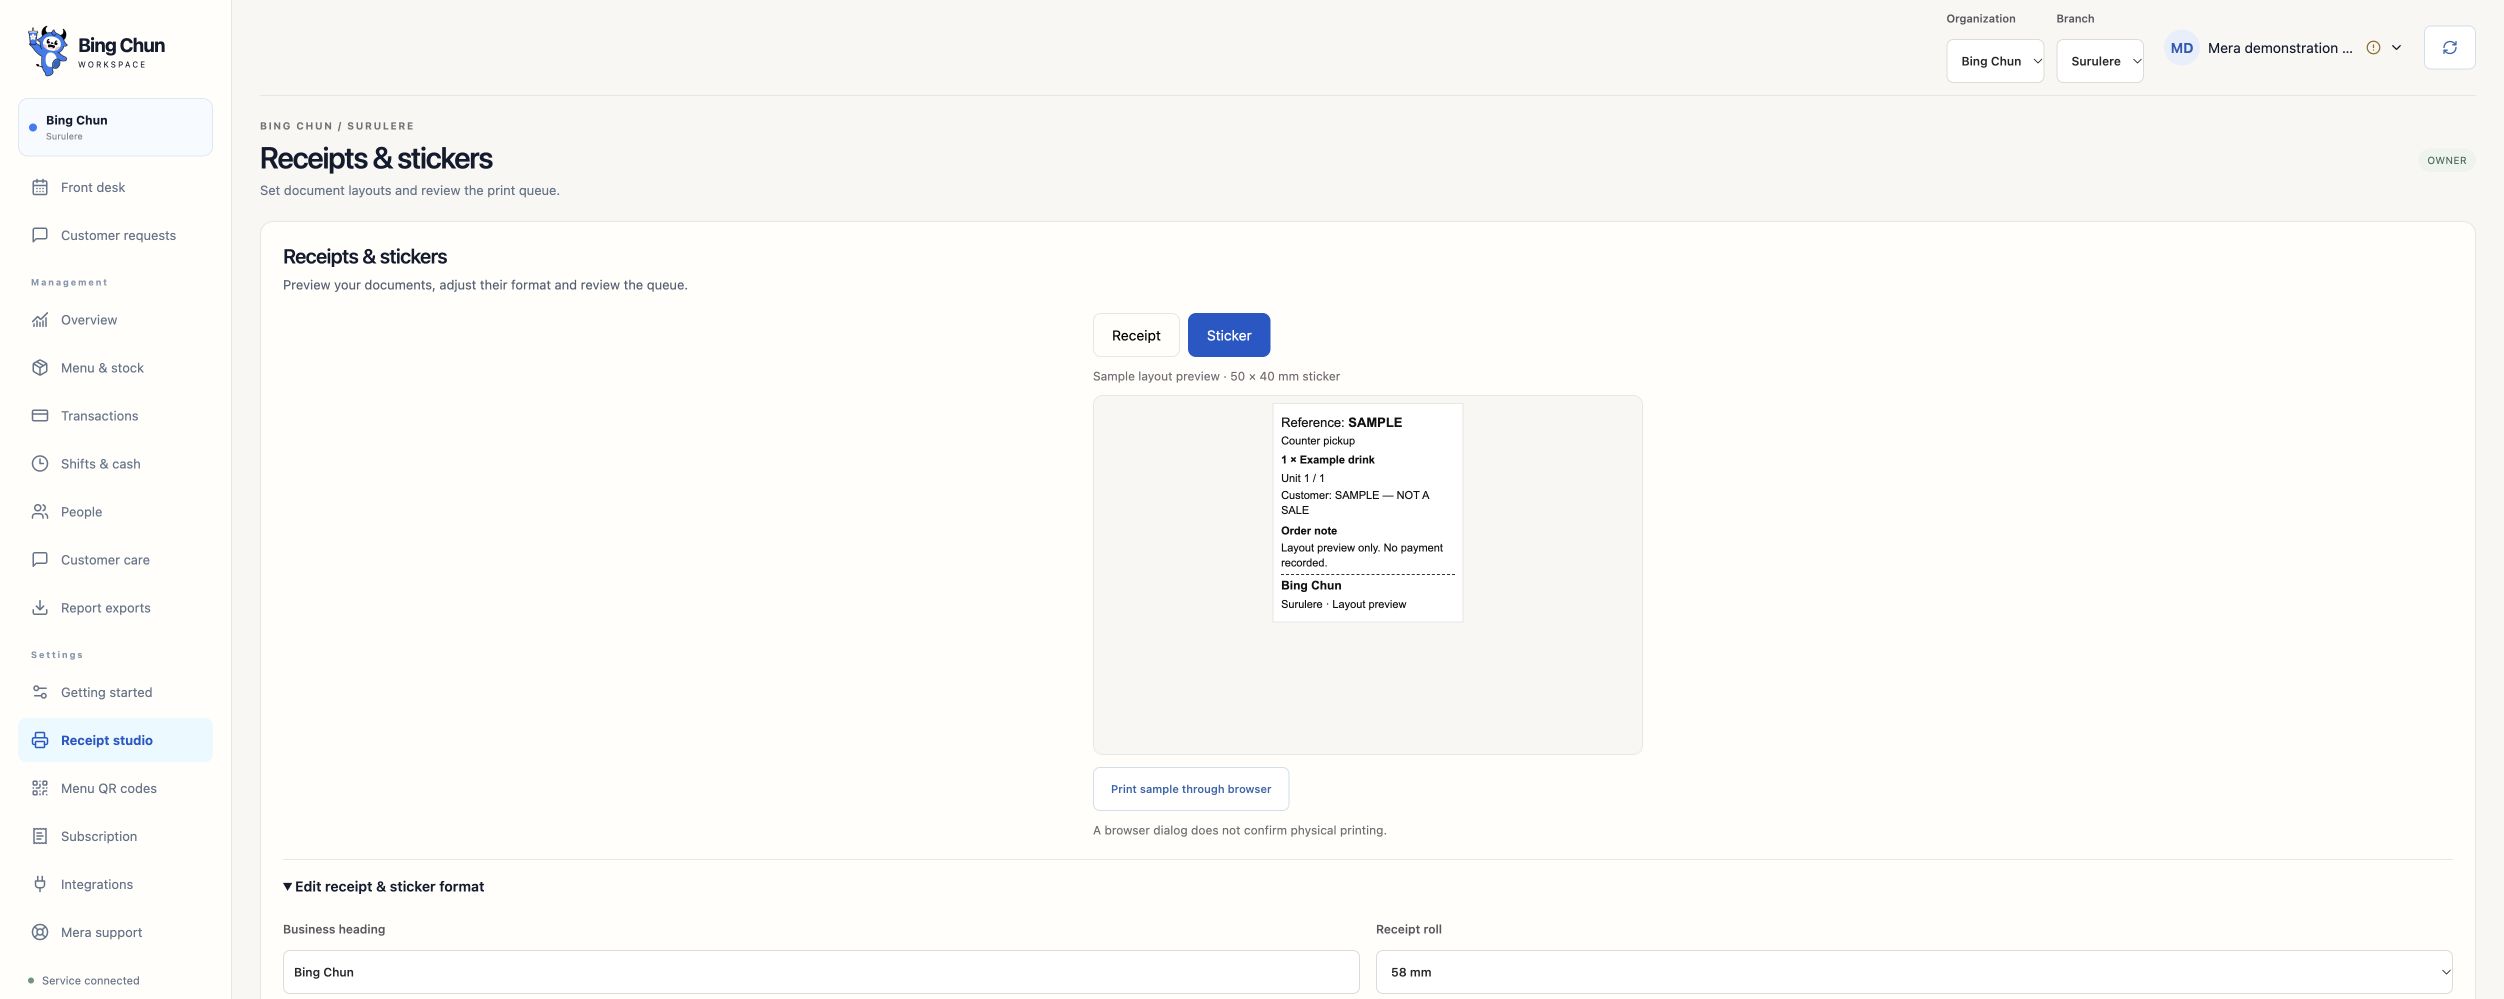 Bing Chun
WORKSPACE
Bing Chun
Surulere
Front desk
Customer requests
Management
Overview
Menu & stock
Transactions
Shifts & cash
People
Customer care
Report exports
Settings
Getting started
Receipt studio
Menu QR codes
Subscription
Integrations
Mera support
Service connected
Organization
Branch
Bing Chun
Surulere
MD
Mera demonstration ...
BING CHUN / SURULERE
Receipts & stickers
Set document layouts and review the print queue.
OWNER
Receipts & stickers
Preview your documents, adjust their format and review the queue.
Receipt
Sticker
Sample layout preview · 50 × 40 mm sticker
Reference: SAMPLE
Counter pickup
1 × Example drink
Unit 1 / 1
Customer: SAMPLE — NOT A
SALE
Order note
Layout preview only. No payment
recorded.
Bing Chun
Surulere · Layout preview
Print sample through browser
A browser dialog does not confirm physical printing.
Edit receipt & sticker format
Business heading
Receipt roll
Bing Chun
58 mm